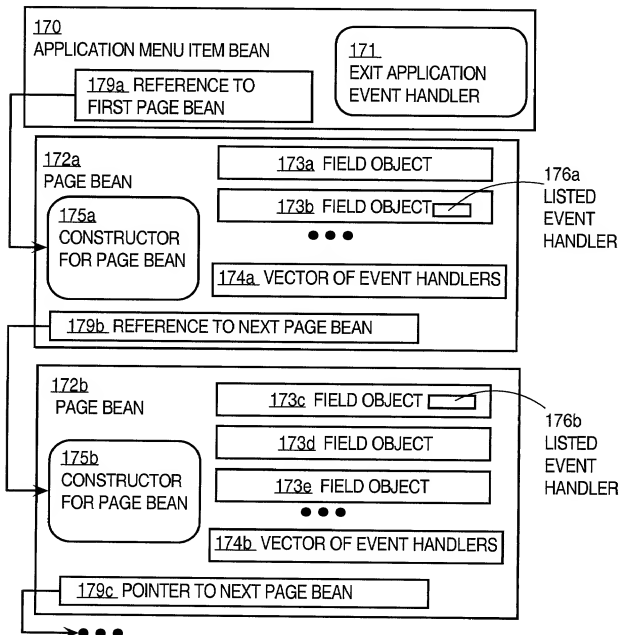 170
APPLICATION MENU ITEM BEAN
179a REFERENCE TO
FIRST PAGE BEAN
171
EXIT APPLICATION
EVENT HANDLER
172a
PAGE BEAN
173a FIELD OBJECT
173b FIELD OBJECT
176a
LISTED
EVENT
HANDLER
175a
CONSTRUCTOR
FOR PAGE BEAN
174a VECTOR OF EVENT HANDLERS
179b REFERENCE TO NEXT PAGE BEAN
172b
PAGE BEAN
173c FIELD OBJECT
173d FIELD OBJECT
173e FIELD OBJECT
176b
LISTED
EVENT
HANDLER
175b
CONSTRUCTOR
FOR PAGE BEAN
174b VECTOR OF EVENT HANDLERS
179c POINTER TO NEXT PAGE BEAN